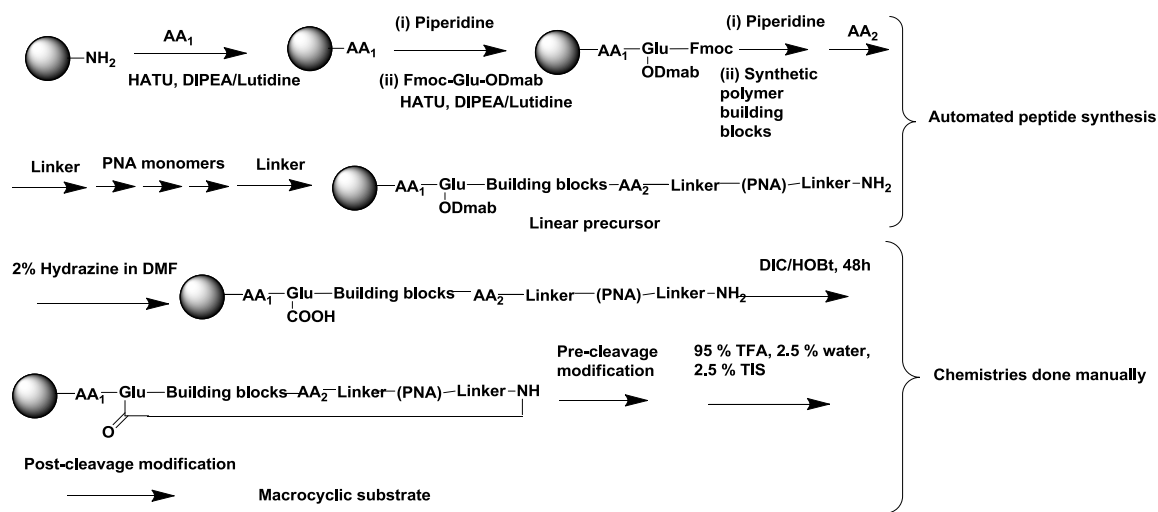 (i) Piperidine
(i) Piperidine
AA1
AA2
NH2
AA1
AA1 Glu Fmoc
ODmab
HATU, DIPEA/Lutidine
(ii) Fmoc-Glu-ODmab
HATU, DIPEA/Lutidine
(ii) Synthetic
polymer
building
blocks
Automated peptide synthesis
Linker
PNA monomers
Linker
AA1 Glu Building blocks AA2 Linker (PNA) Linker NH2
ODmab
Linear precursor
2% Hydrazine in DMF
DIC/HOBt, 48h
AA1 Glu Building blocks AA2 Linker (PNA) Linker NH2
COOH
Pre-cleavage
modification
95 % TFA, 2.5 % water,
2.5 % TIS
Chemistries done manually
AA1 Glu Building blocks AA2 Linker (PNA) Linker NH
O
Post-cleavage modification
Macrocyclic substrate